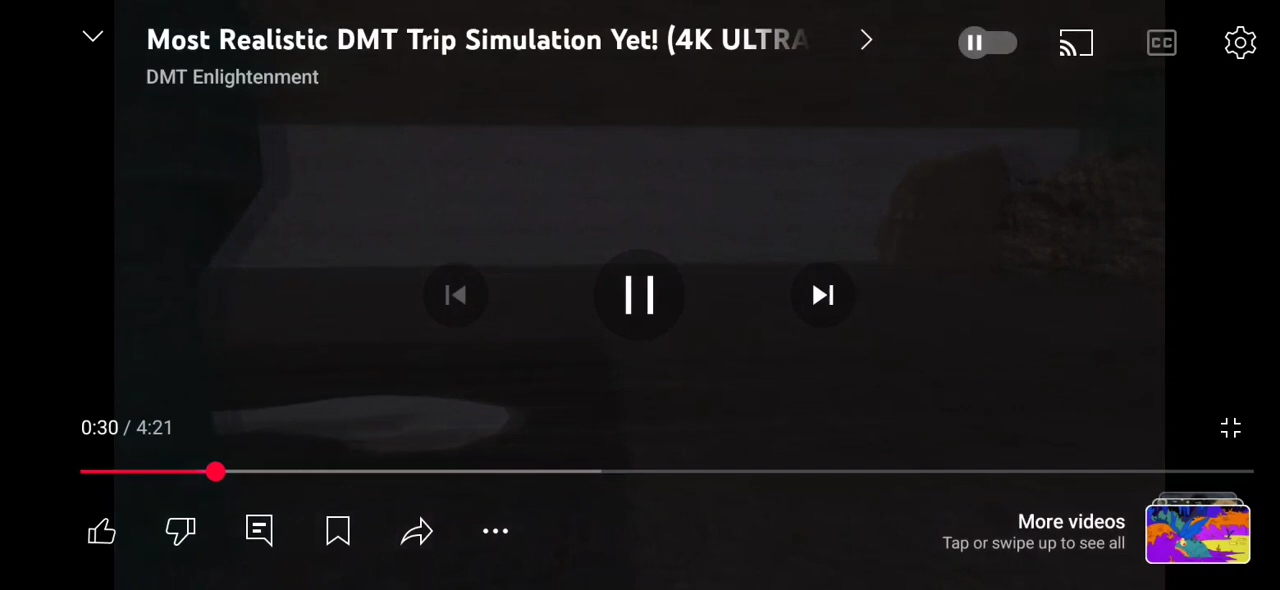 Most Realistic DMT Trip Simulation Yet! (4K ULTRA
DMT Enlightenment
CC
0:30 / 4:21
More videos
Tap or swipe up to see all